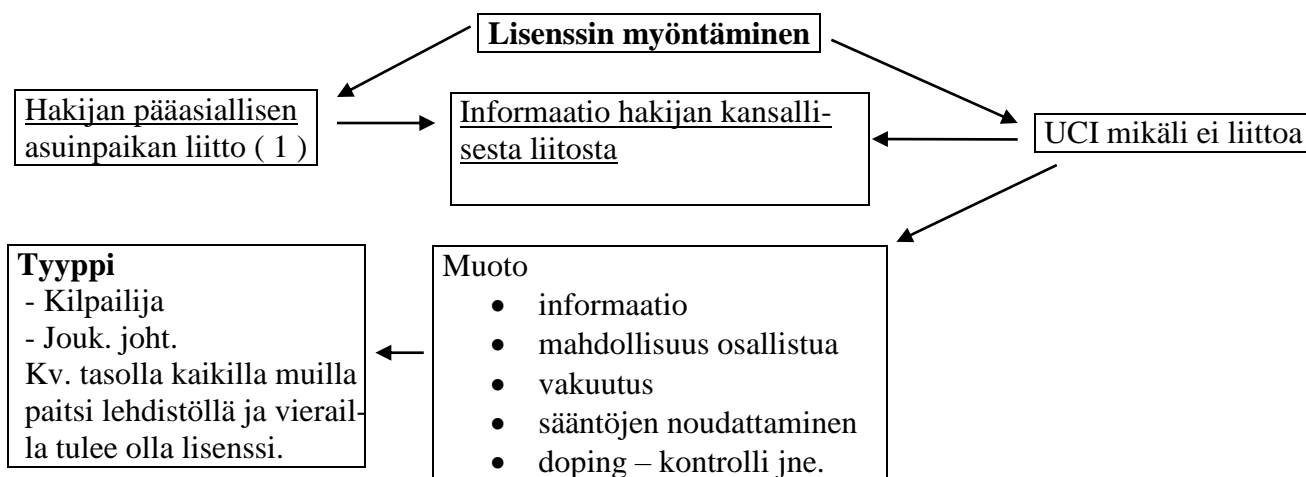 Lisenssin myöntäminen
Hakijan pääasiallisen
asuinpaikan liitto ( 1 )
Informaatio hakijan kansalli-
sesta liitosta
UCI mikäli ei liittoa
Tyyppi
- Kilpailija
- Jouk. joht.
Kv. tasolla kaikilla muilla
paitsi lehdistöllä ja vierail-
la tulee olla lisenssi.
Muoto
• informaatio
• mahdollisuus osallistua
• vakuutus
• sääntöjen noudattaminen
• doping – kontrolli jne.